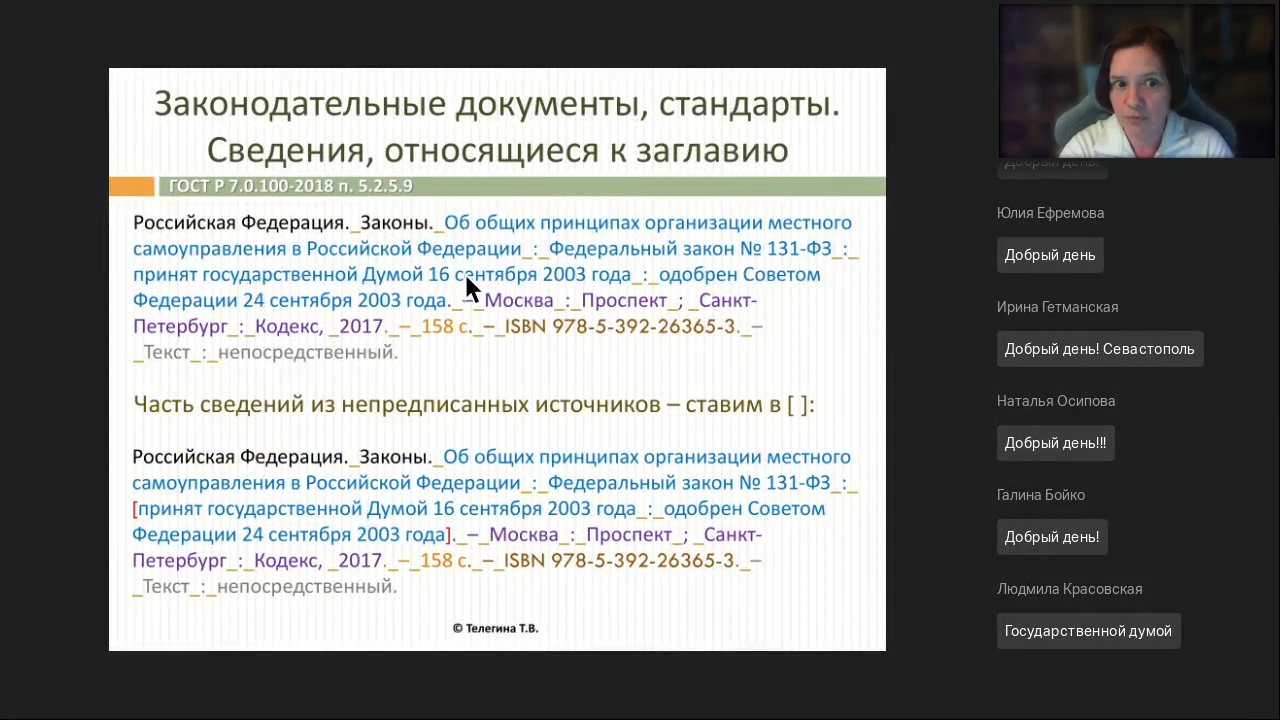 Законодательные документы, стандарты.
Сведения, относящиеся к заглавию
ГОСТ Р 7.0.100-2018 п. 5.2.5.9
Российская Федерация._Законы._Об общих принципах организации местного
самоуправления в Российской Федерации_:_Федеральный закон № 131-ФЗ_:_
принят государственной Думой 16 сентября 2003 года_:_одобрен Советом
Федерации 24 сентября 2003 года._–_Москва_:_Проспект_;_Санкт-
Петербург_:_Кодекс,_2017._–_158 с._–_ISBN 978-5-392-26365-3._–
_Текст_:_непосредственный.
Часть сведений из непредписанных источников – ставим в [ ]:
Российская Федерация._Законы._Об общих принципах организации местного
самоуправления в Российской Федерации_:_Федеральный закон № 131-ФЗ_:_
[принят государственной Думой 16 сентября 2003 года_:_одобрен Советом
Федерации 24 сентября 2003 года]._–_Москва_:_Проспект_;_Санкт-
Петербург_:_Кодекс,_2017._–_158 с._–_ISBN 978-5-392-26365-3._–
_Текст_:_непосредственный.
© Телегина Т.В.
Добрый день!
Юлия Ефремова
Добрый день
Ирина Гетманская
Добрый день! Севастополь
Наталья Осипова
Добрый день!!!
Галина Бойко
Добрый день!
Людмила Красовская
Государственной думой